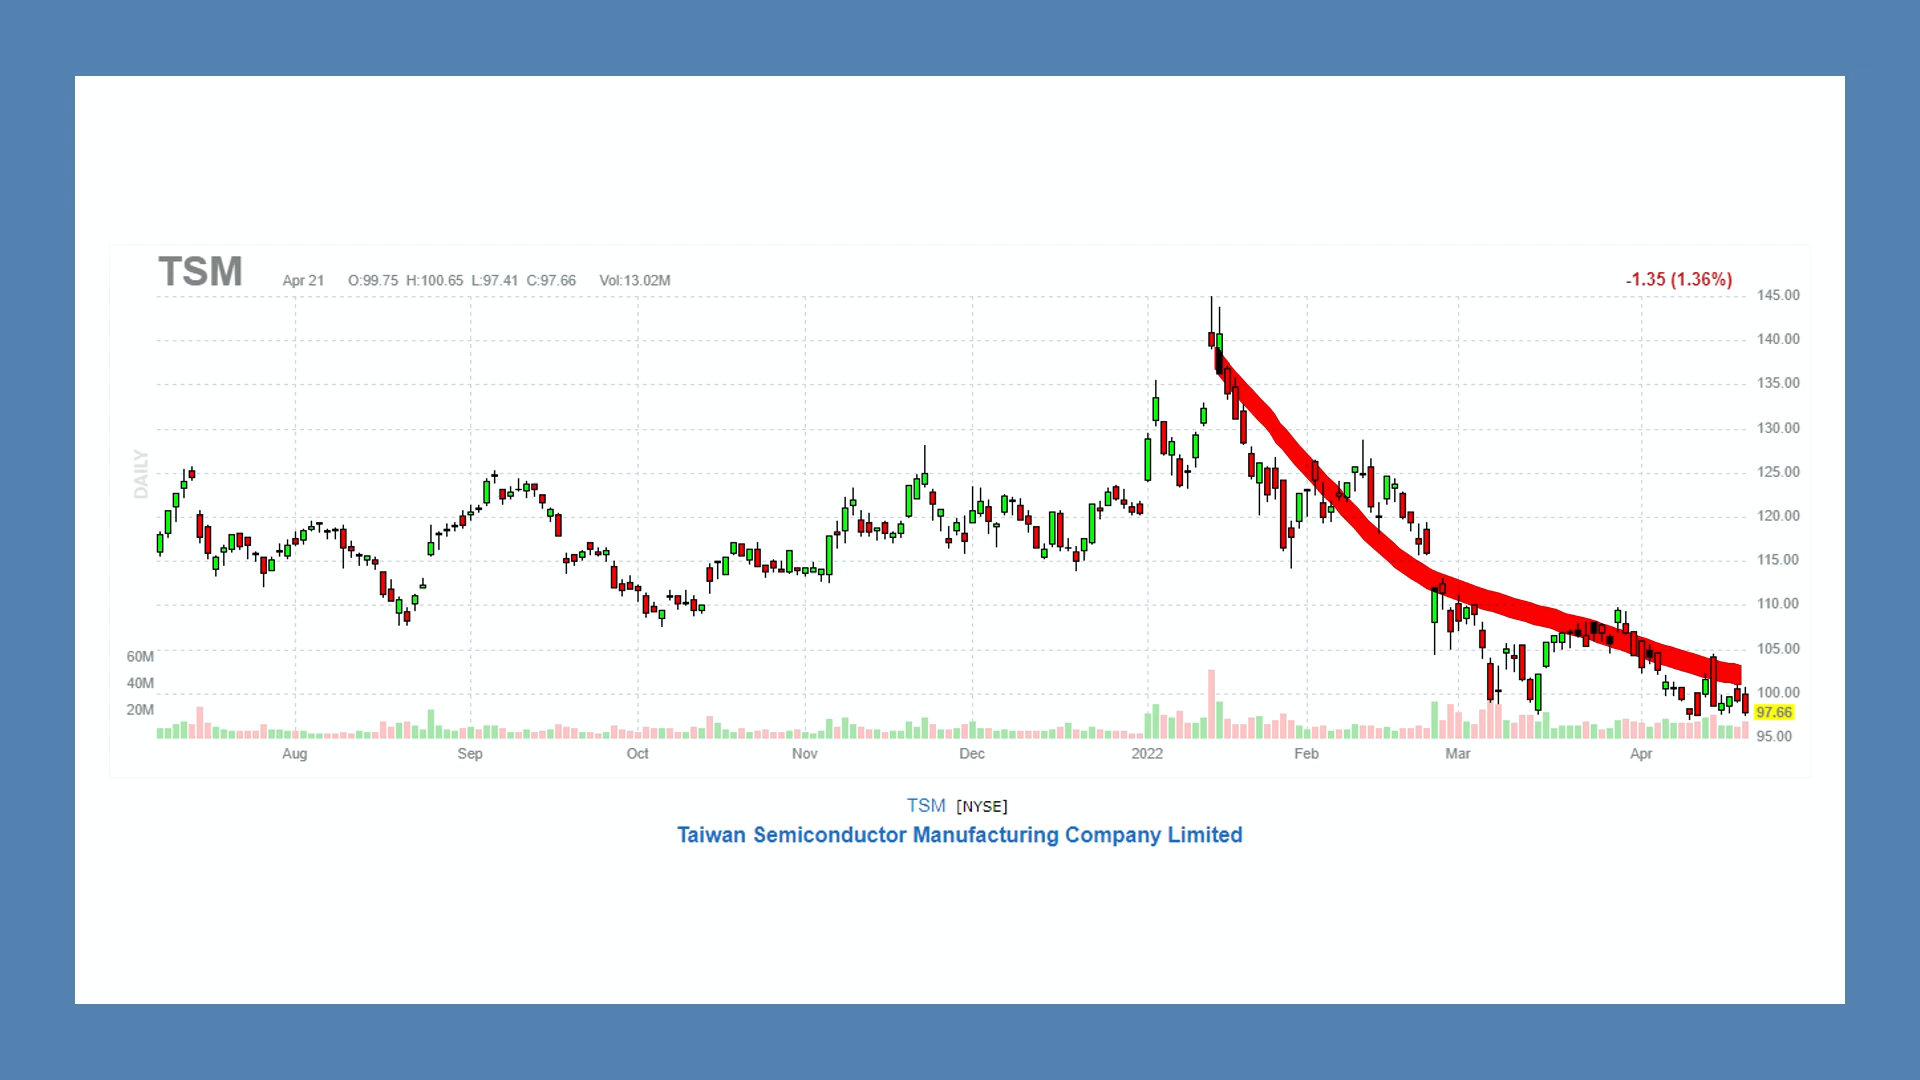 TSM Apr 21 O:99.75 H:100.65 L:97.41 C:97.66 Vol:13.02M -1.35 (1.36%)
145.00
140.00
135.00
130.00
125.00
120.00
115.00
110.00
105.00
100.00
97.66
95.00
DAILY
60M
40M
20M
Aug Sep Oct Nov Dec 2022 Feb Mar Apr
TSM [NYSE]
Taiwan Semiconductor Manufacturing Company Limited